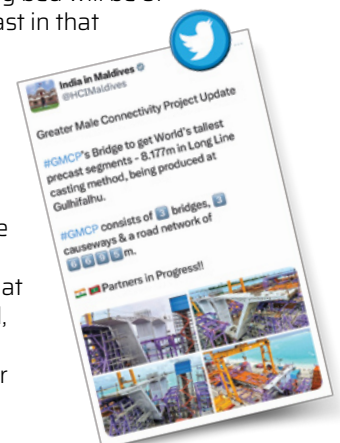 g bed will be of
ast in that
India in Maldives
@HCIMaldives
Greater Male Connectivity Project Update
#GMCP's Bridge to get World's tallest
precast segments - 8.177m in Long Line
casting method, being produced at
Gulhifalhu.
#GMCP consists of 3 bridges, 3
causeways & a road network of
m.
Partners in Progress!!
e
at
r